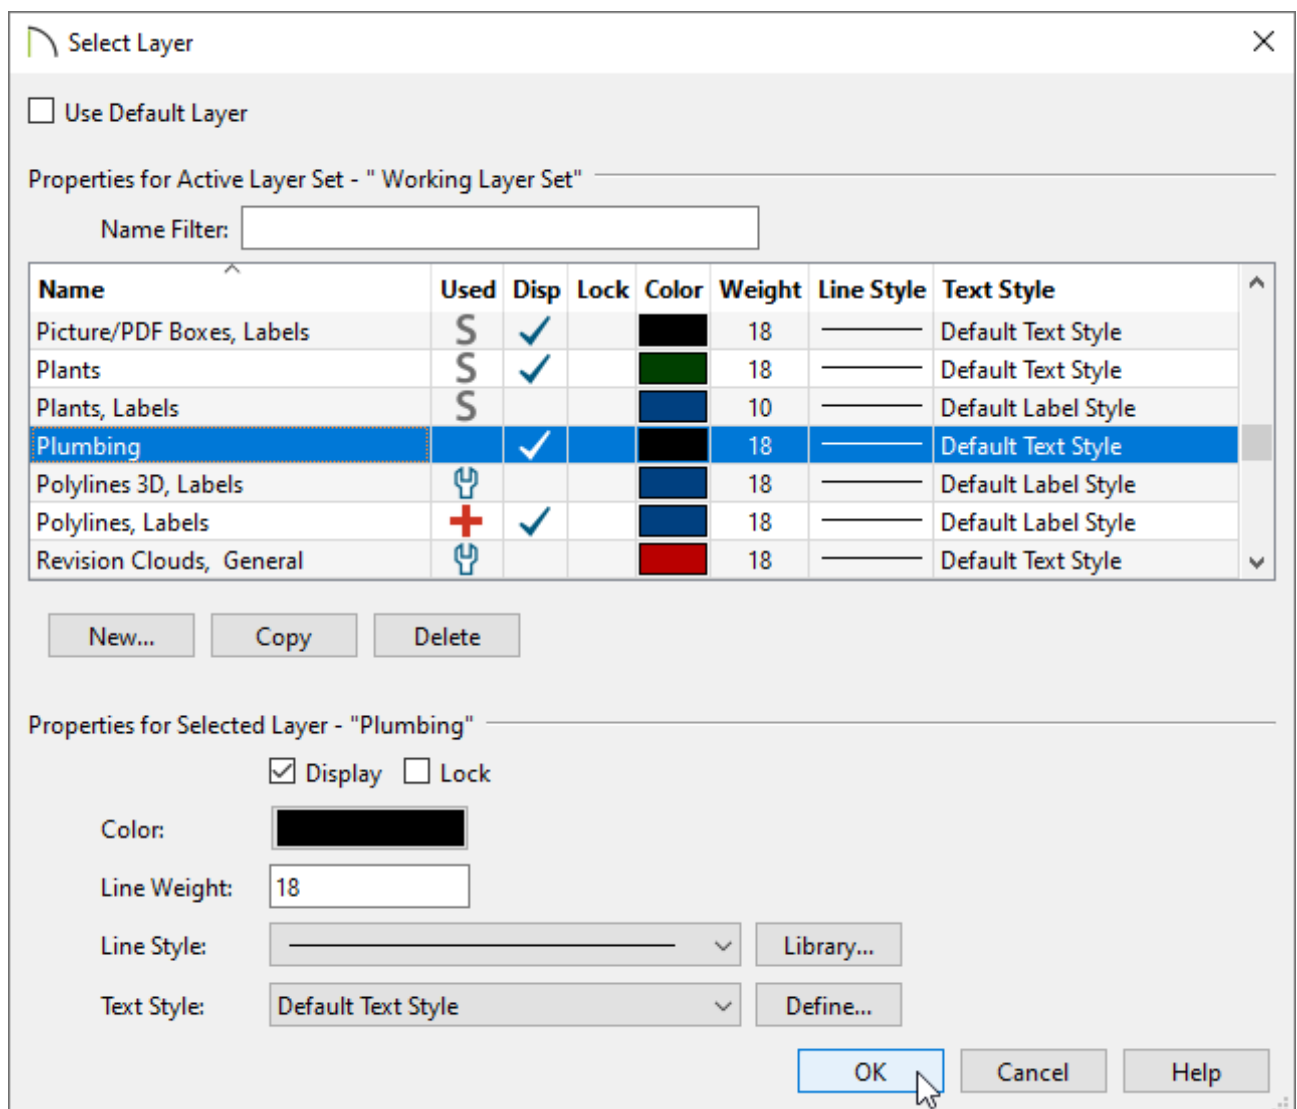 Select Layer
Use Default Layer
Properties for Active Layer Set - " Working Layer Set"
Name Filter:
Name Used Disp Lock Color Weight Line Style Text Style
Picture/PDF Boxes, Labels S 18 Default Text Style
Plants S 18 Default Text Style
Plants, Labels S 10 Default Label Style
Plumbing 18 Default Text Style
Polylines 3D, Labels 18 Default Label Style
Polylines, Labels 18 Default Label Style
Revision Clouds, General 18 Default Text Style
New... Copy Delete
Properties for Selected Layer - "Plumbing"
Display Lock
Color:
Line Weight: 18
Line Style: Library...
Text Style: Default Text Style Define...
OK Cancel Help